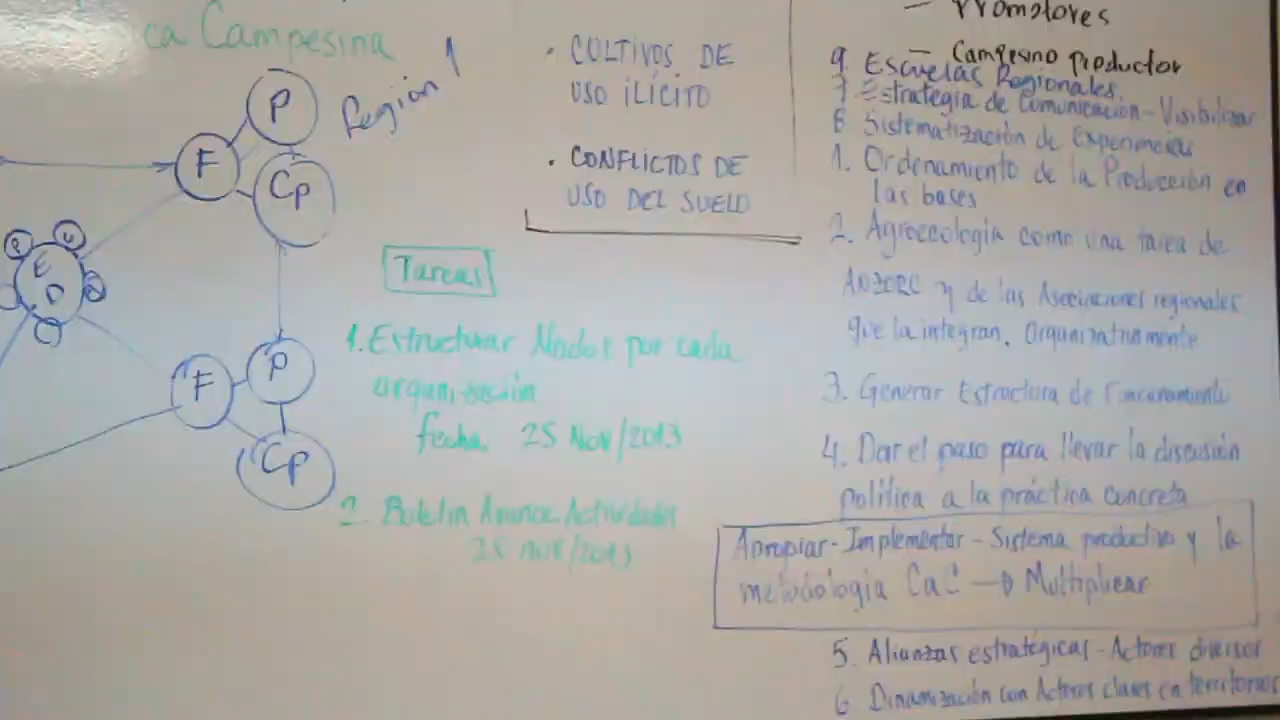 ca Campesina
Región 1
P
F
Cp
E
D
P
F
Cp
• CULTIVOS DE
USO ILÍCITO
• CONFLICTOS DE
USO DEL SUELO
Tareas
1. Estructurar Nodos por cada
organización
fecha 25 Nov/2013
2. Boletin Avance Actividades
25 NOV/2013
– Promotores
– Campesino productor
9. Escuelas Regionales.
7 Estrategia de Comunicación - Visibilizar
8. Sistematización de Experiencias
1. Ordenamiento de la Producción en
las bases
2. Agroecologia como una tarea de
ANZORC y de las Asociaciones regionales
que la integran. Organizativamente
3. Generar Estructura de Funcionamiento
4. Dar el paso para llevar la discusión
política a la práctica concreta
Apropiar - Implementar - Sistema productivo y la
metodología CaC → Multiplicar
5. Alianzas estratégicas - Actores diversos
6 Dinamización con Actores claves en territorios